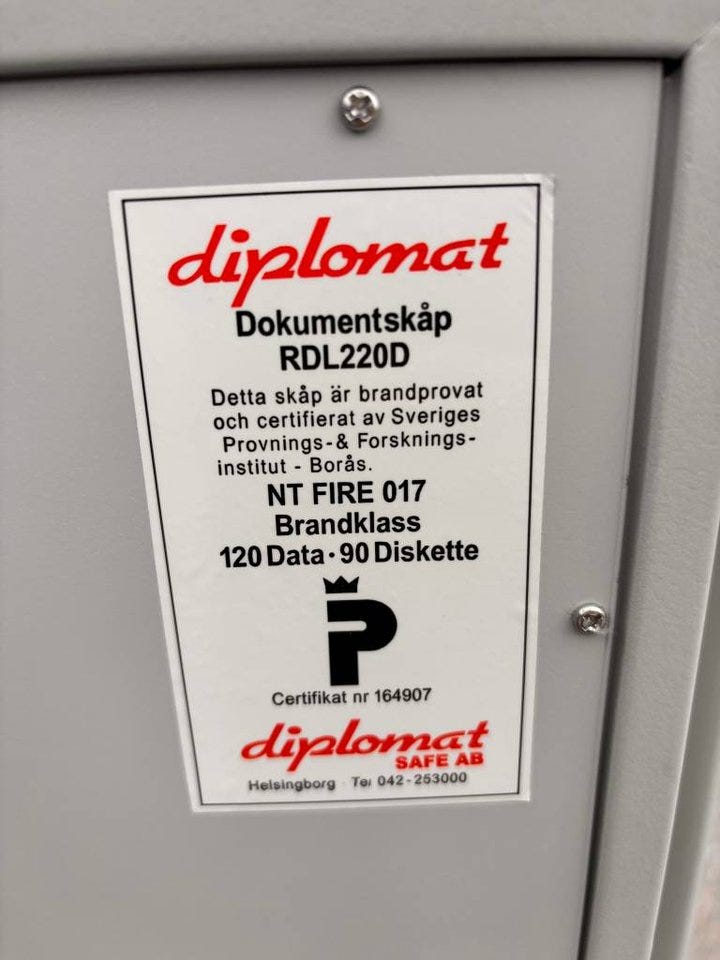 diplomat
Dokumentskåp
RDL220D
Detta skåp är brandprovat
och certifierat av Sveriges
Provnings-& Forsknings-
institut - Borås.
NT FIRE 017
Brandklass
120 Data · 90 Diskette
P
Certifikat nr 164907
diplomat
SAFE AB
Helsingborg Tel 042-253000